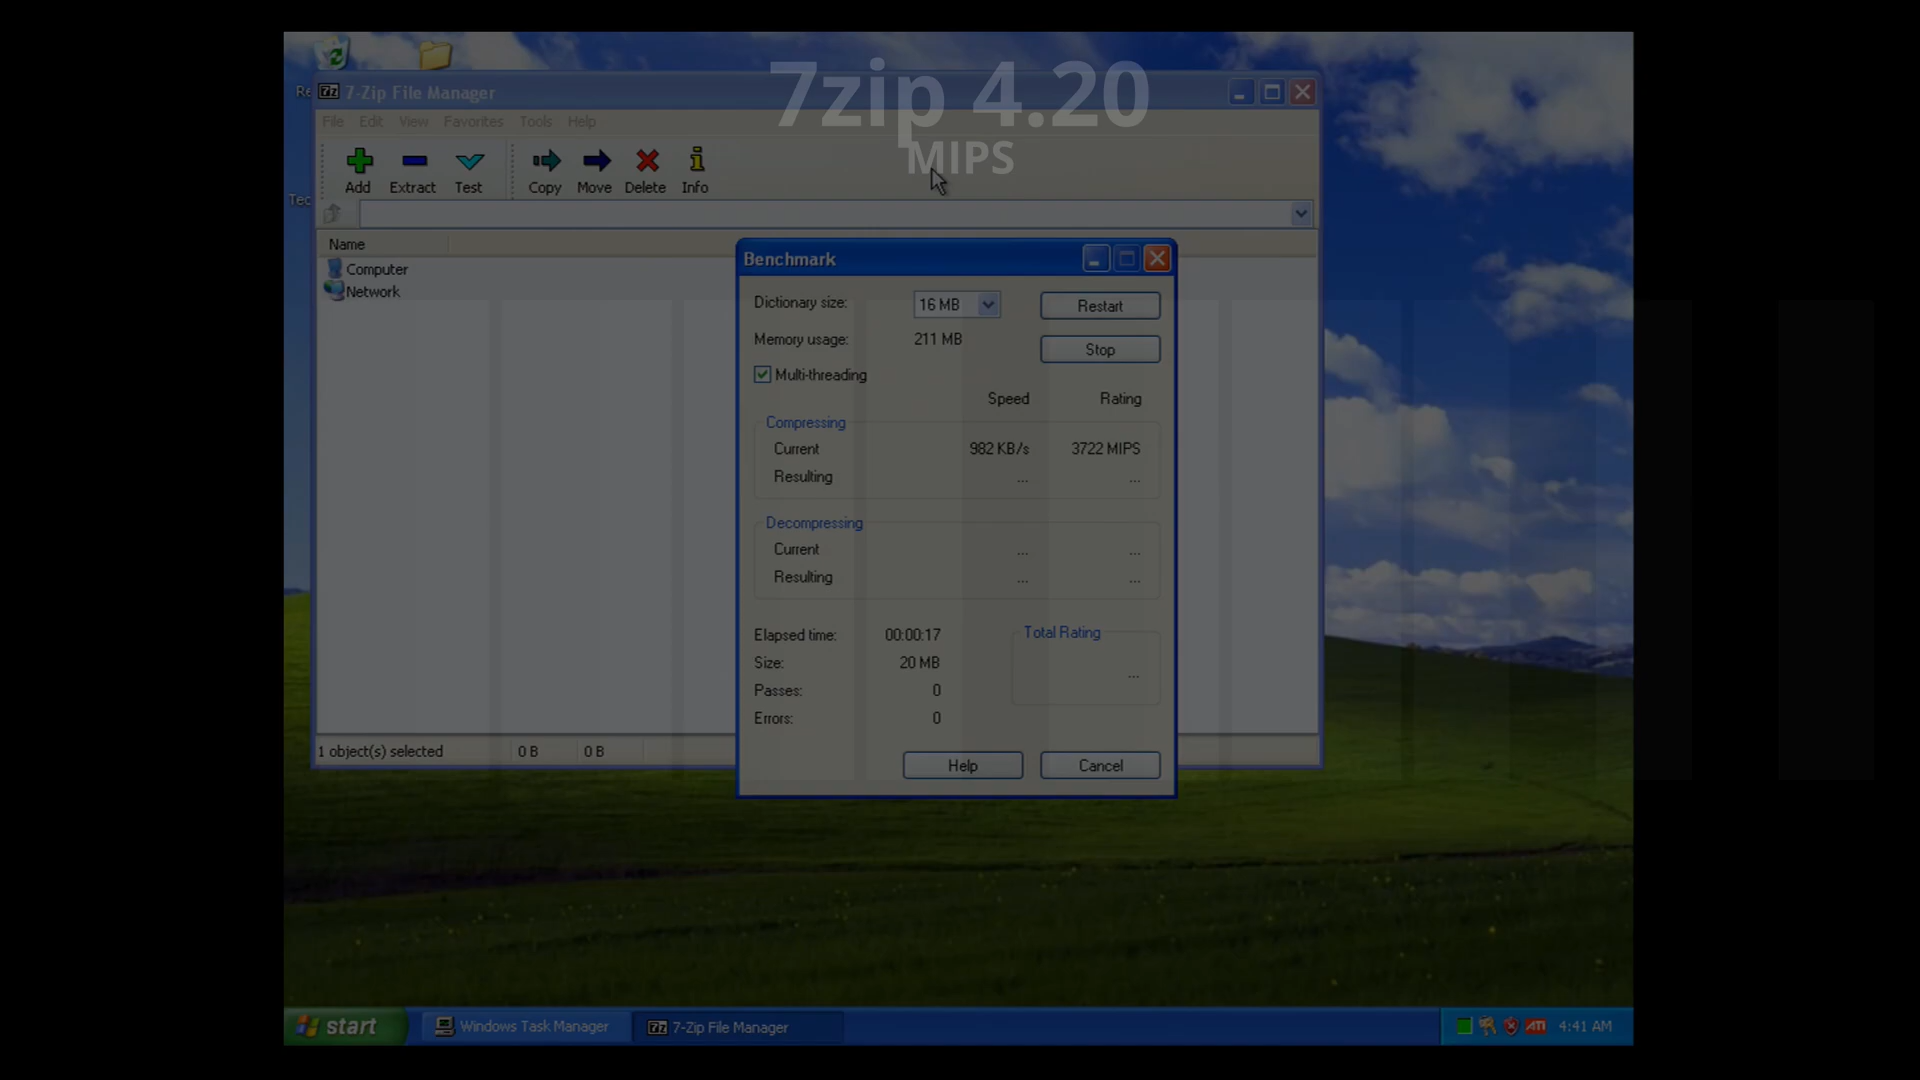 7zip 4.20
MIPS
Re
7-Zip File Manager
File Edit View Favorites Tools Help
Add Extract Test Copy Move Delete Info
Tec
Name
Computer
Network
Benchmark
Dictionary size: 16 MB Restart
Memory usage: 211 MB Stop
Multi-threading
Speed Rating
Compressing
Current 982 KB/s 3722 MIPS
Resulting ... ...
Decompressing
Current ... ...
Resulting ... ...
Elapsed time: 00:00:17 Total Rating
Size: 20 MB ...
Passes: 0
Errors: 0
Help Cancel
1 object(s) selected 0 B 0 B
start Windows Task Manager 7z 7-Zip File Manager ATI 4:41 AM